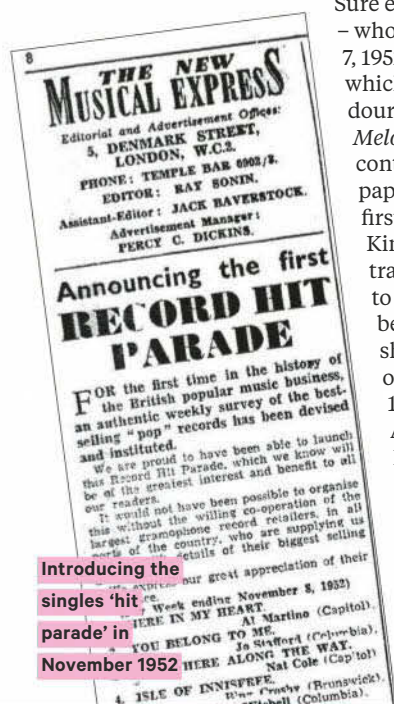 8
THE NEW
MUSICAL EXPRESS
Editorial and Advertisement Offices:
5, DENMARK STREET,
LONDON, W.C.2.
PHONE: TEMPLE BAR 0902/3.
EDITOR: RAY SONIN.
Assistant-Editor: JACK BAVERSTOCK.
Advertisement Manager:
PERCY C. DICKINS.
Announcing the first
RECORD HIT
PARADE
FOR the first time in the history of
the British popular music business,
an authentic weekly survey of the best-
selling "pop" records has been devised
and instituted.
We are proud to have been able to launch
this Record Hit Parade, which we know will
be of the greatest interest and benefit to all
our readers.
It would not have been possible to organise
this without the willing co-operation of the
largest gramophone record retailers, in all
parts of the country, who are supplying us
details of their biggest selling
express our great appreciation of their
Week ending November 8, 1952)
HERE IN MY HEART.
Al Martino (Capitol).
YOU BELONG TO ME.
Jo Stafford (Columbia).
HERE ALONG THE WAY.
Nat Cole (Capitol)
4. ISLE OF INNISFREE.
Bing Crosby (Brunswick).
(Columbia).
Introducing the
singles 'hit
parade' in
November 1952
Sure e
– who
7, 195
which
dour
Melo
cont
pap
first
Kin
tra
to
be
sl
o
1